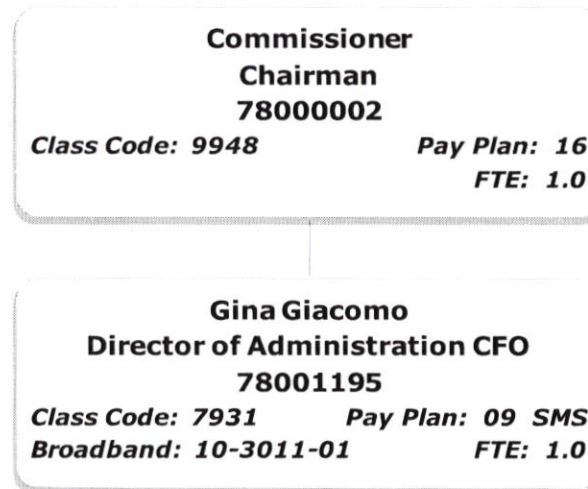 Commissioner
Chairman
78000002
Class Code: 9948 Pay Plan: 16
FTE: 1.0
Gina Giacomo
Director of Administration CFO
78001195
Class Code: 7931 Pay Plan: 09 SMS
Broadband: 10-3011-01 FTE: 1.0